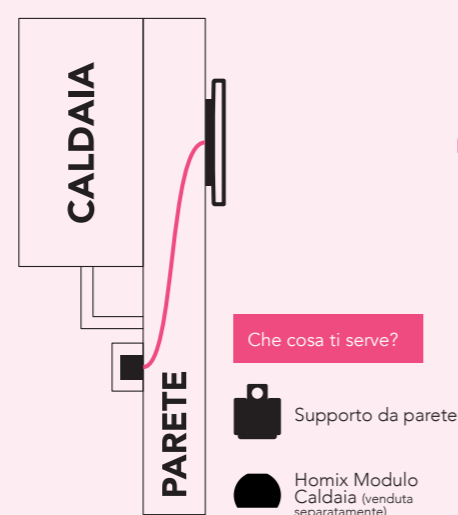 CALDAIA
PARETE
Che cosa ti serve?
Supporto da parete
Homix Modulo
Caldaia (venduta
separatamente)